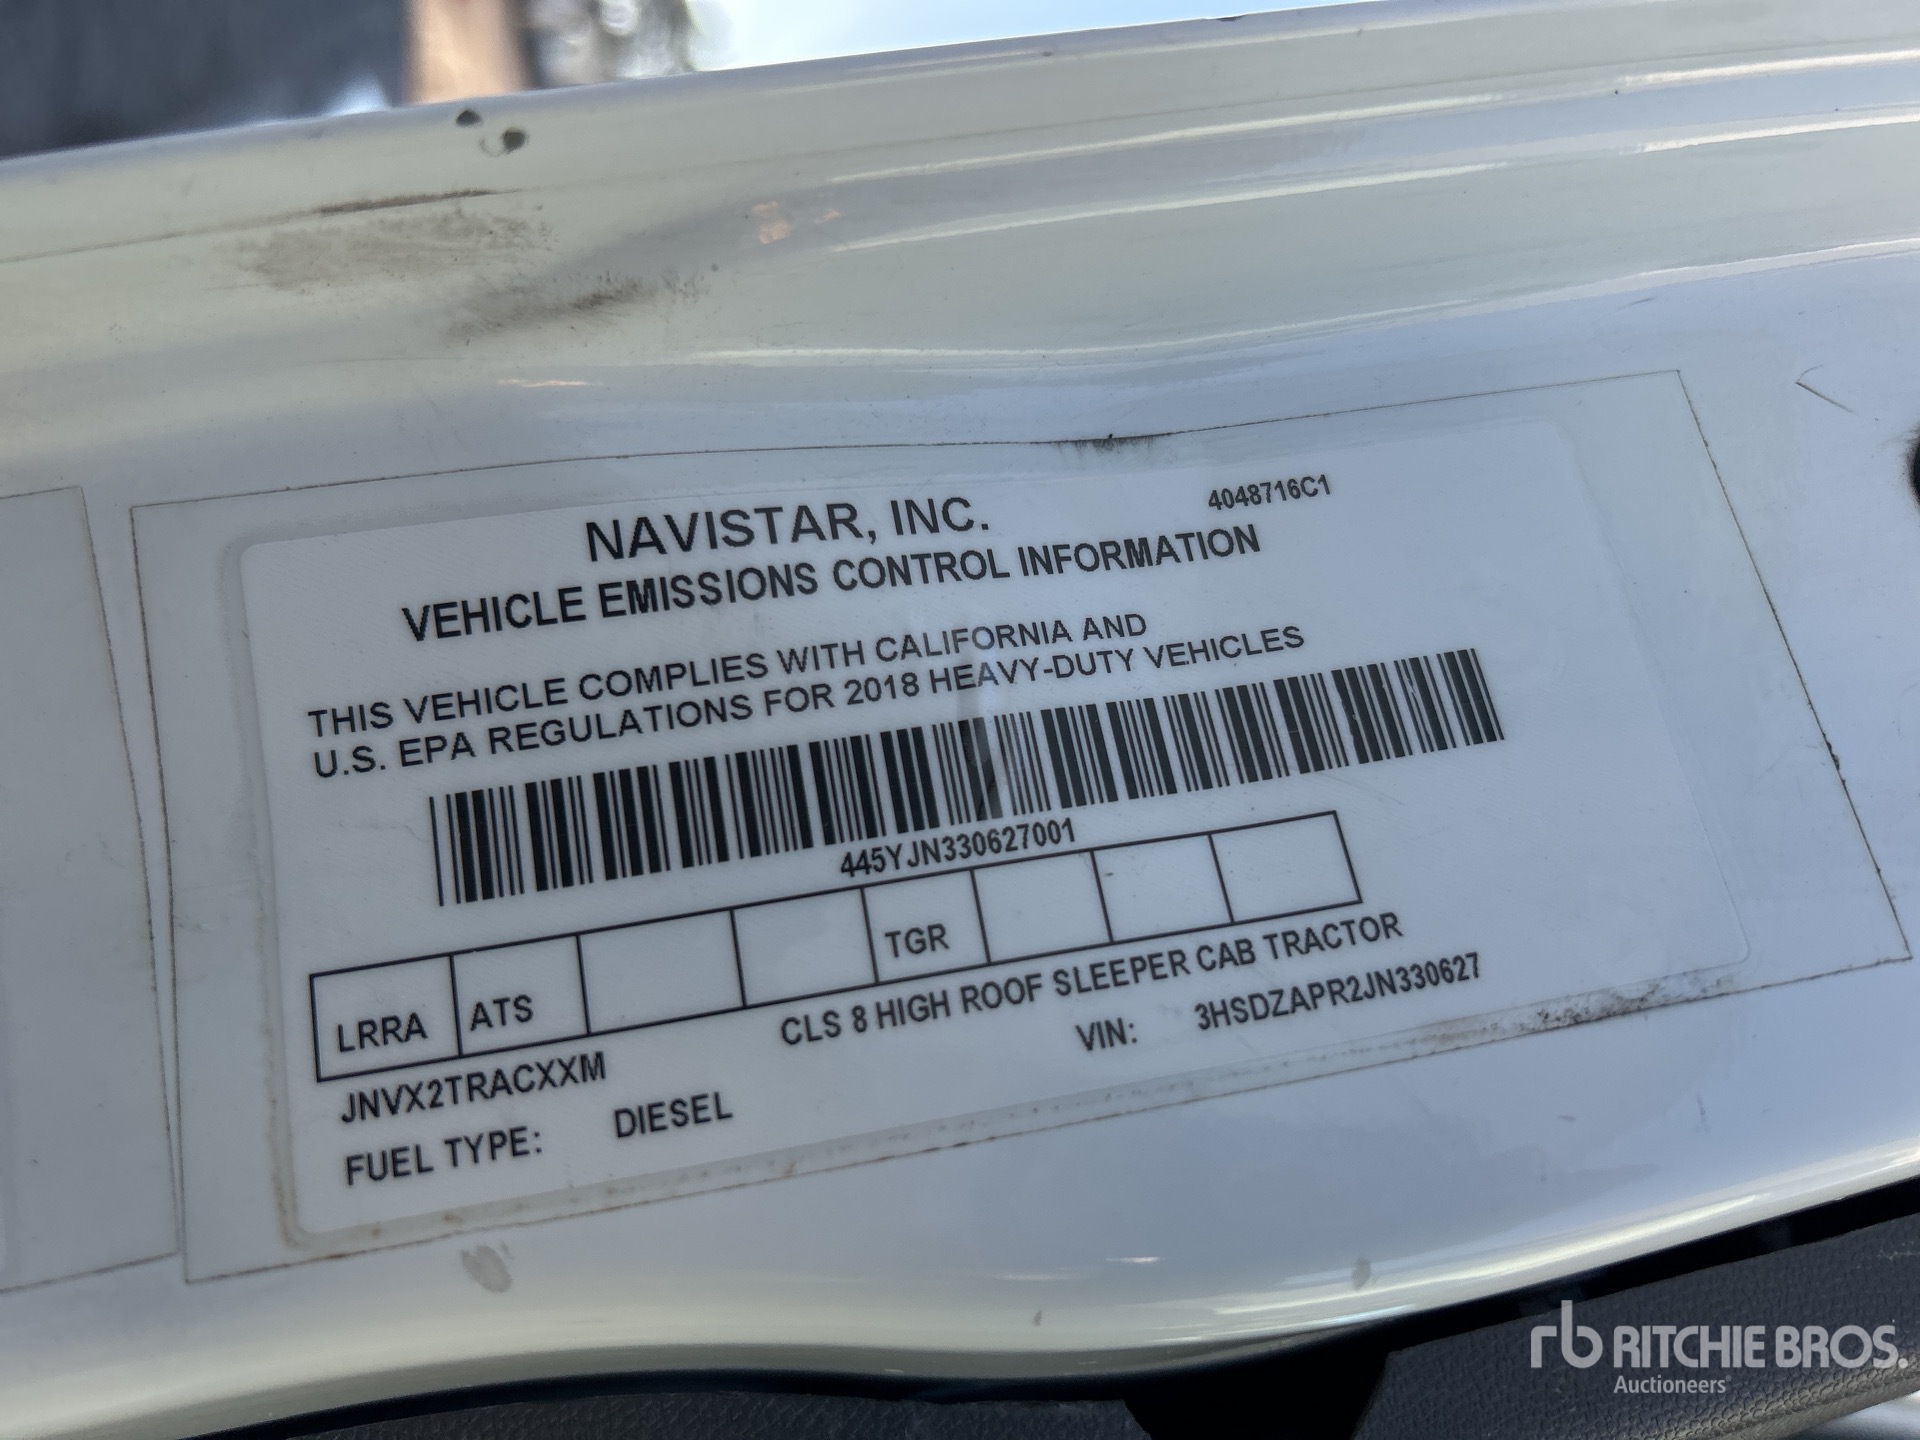 NAVISTAR, INC.
4048716C1
VEHICLE EMISSIONS CONTROL INFORMATION
THIS VEHICLE COMPLIES WITH CALIFORNIA AND
U.S. EPA REGULATIONS FOR 2018 HEAVY-DUTY VEHICLES
445YJN330627001
LRRA ATS TGR
JNVX2TRACXXM CLS 8 HIGH ROOF SLEEPER CAB TRACTOR
FUEL TYPE: DIESEL VIN: 3HSDZAPR2JN330627
rb RITCHIE BROS.
Auctioneers